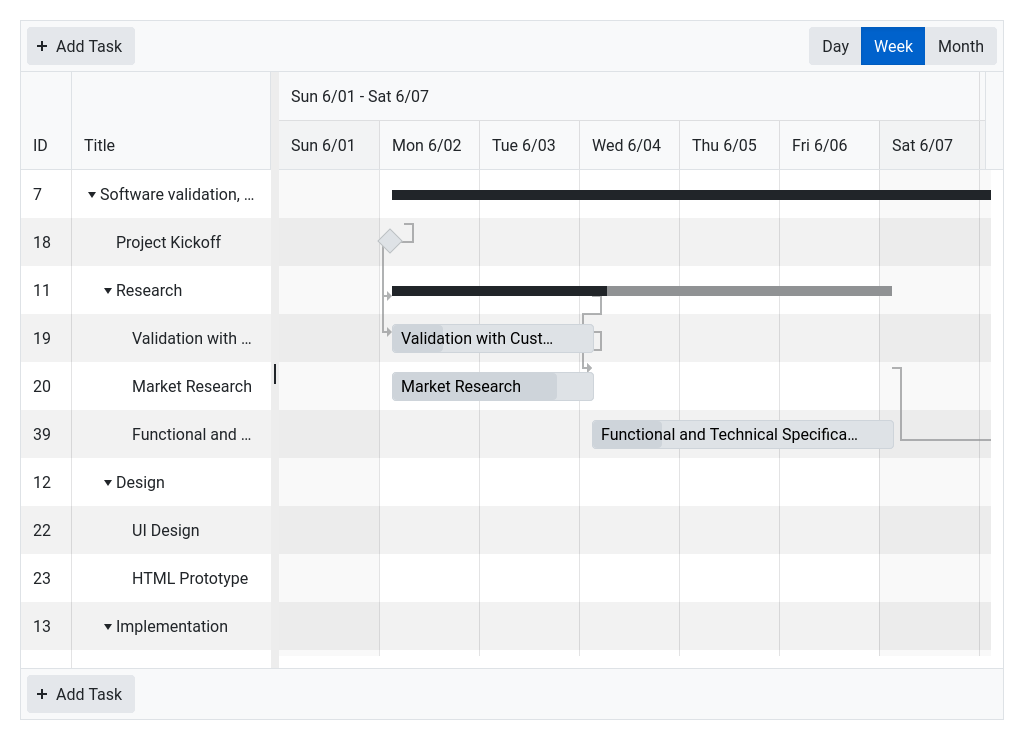 Add Task
Day Week Month
Sun 6/01 - Sat 6/07
ID Title Sun 6/01 Mon 6/02 Tue 6/03 Wed 6/04 Thu 6/05 Fri 6/06 Sat 6/07
7 Software validation, …
18 Project Kickoff
11 Research
19 Validation with … Validation with Cust…
20 Market Research Market Research
39 Functional and … Functional and Technical Specifica…
12 Design
22 UI Design
23 HTML Prototype
13 Implementation
Add Task